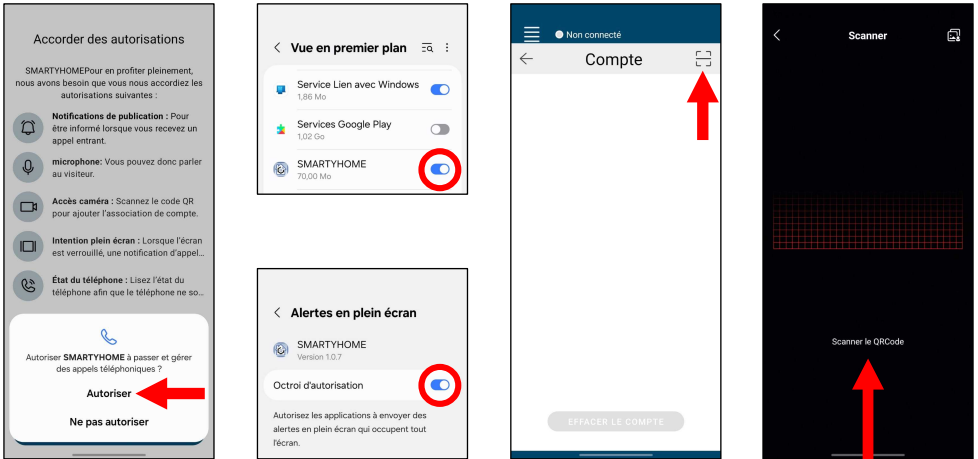 Accorder des autorisations
SMARTYHOMEPour en profiter pleinement,
nous avons besoin que vous nous accordiez les
autorisations suivantes :
Notifications de publication : Pour
être informé lorsque vous recevez un
appel entrant.
microphone: Vous pouvez donc parler
au visiteur.
Accès caméra : Scannez le code QR
pour ajouter l'association de compte.
Intention plein écran : Lorsque l'écran
est verrouillé, une notification d'appel...
État du téléphone : Lisez l'état du
téléphone afin que le téléphone ne so...
Autoriser SMARTYHOME à passer et gérer
des appels téléphoniques ?
Autoriser
Ne pas autoriser
Vue en premier plan
Service Lien avec Windows
1,86 Mo
Services Google Play
1,02 Go
SMARTYHOME
70,00 Mo
Alertes en plein écran
SMARTYHOME
Version 1.0.7
Octroi d'autorisation
Autorisez les applications à envoyer des
alertes en plein écran qui occupent tout
l'écran.
Non connecté
Compte
EFFACER LE COMPTE
Scanner
Scanner le QRCode